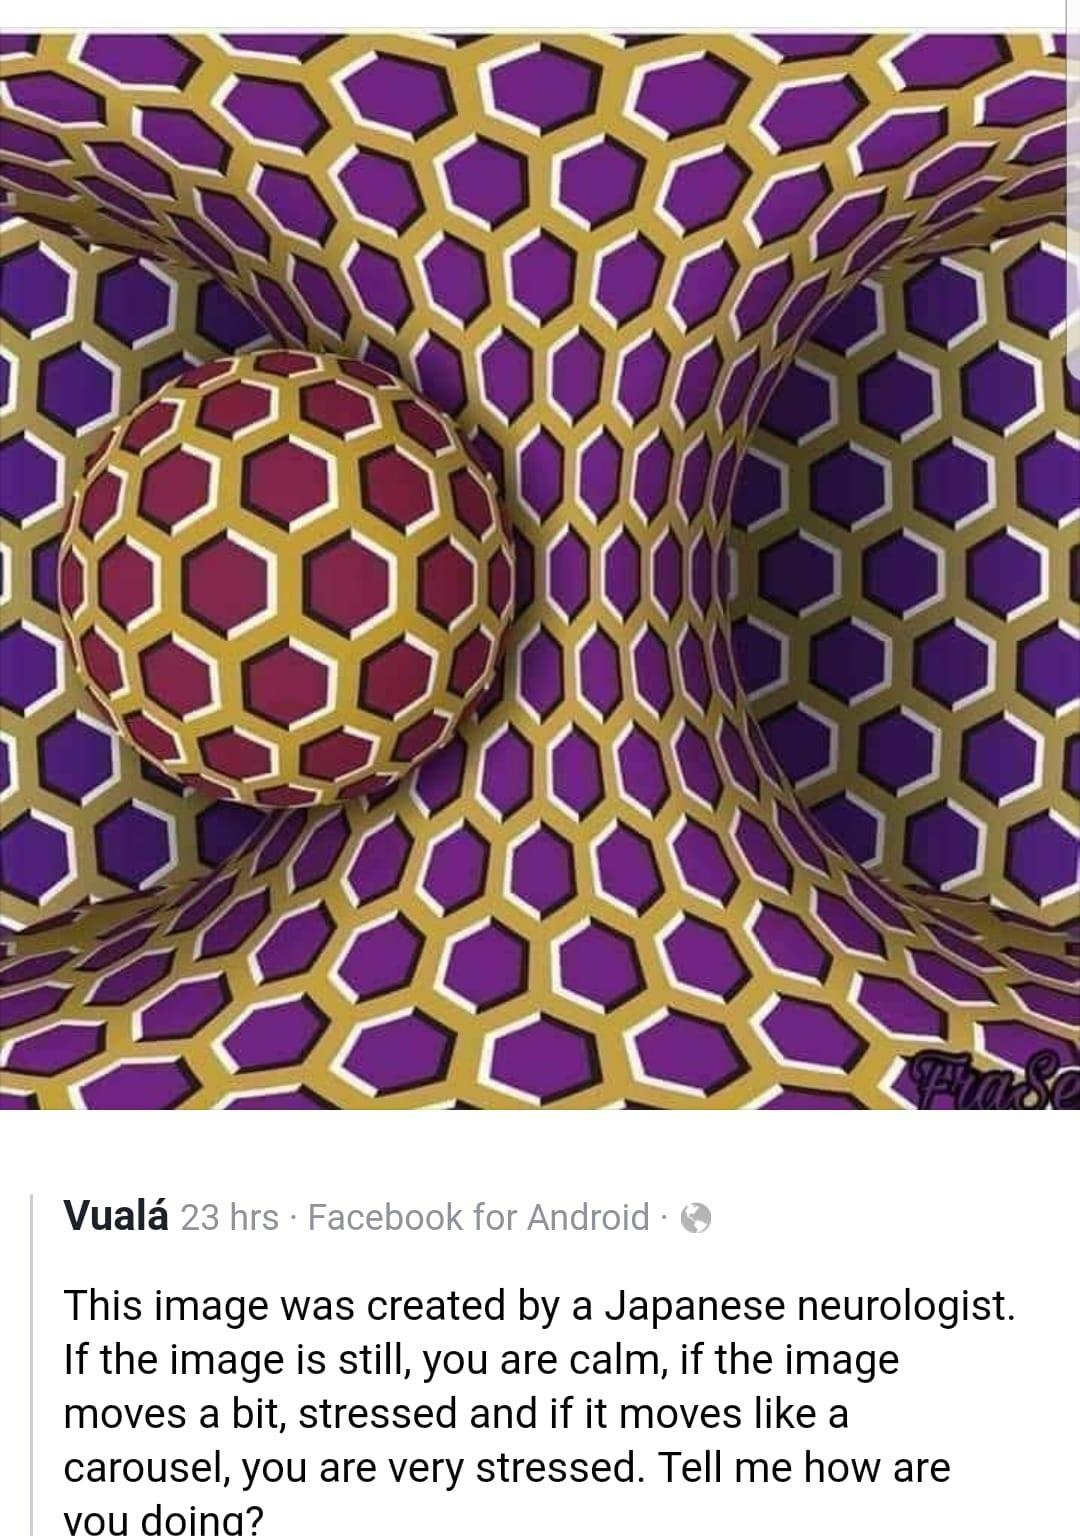 FraSe
Vualá 23 hrs · Facebook for Android ·
This image was created by a Japanese neurologist.
If the image is still, you are calm, if the image
moves a bit, stressed and if it moves like a
carousel, you are very stressed. Tell me how are
you doing?